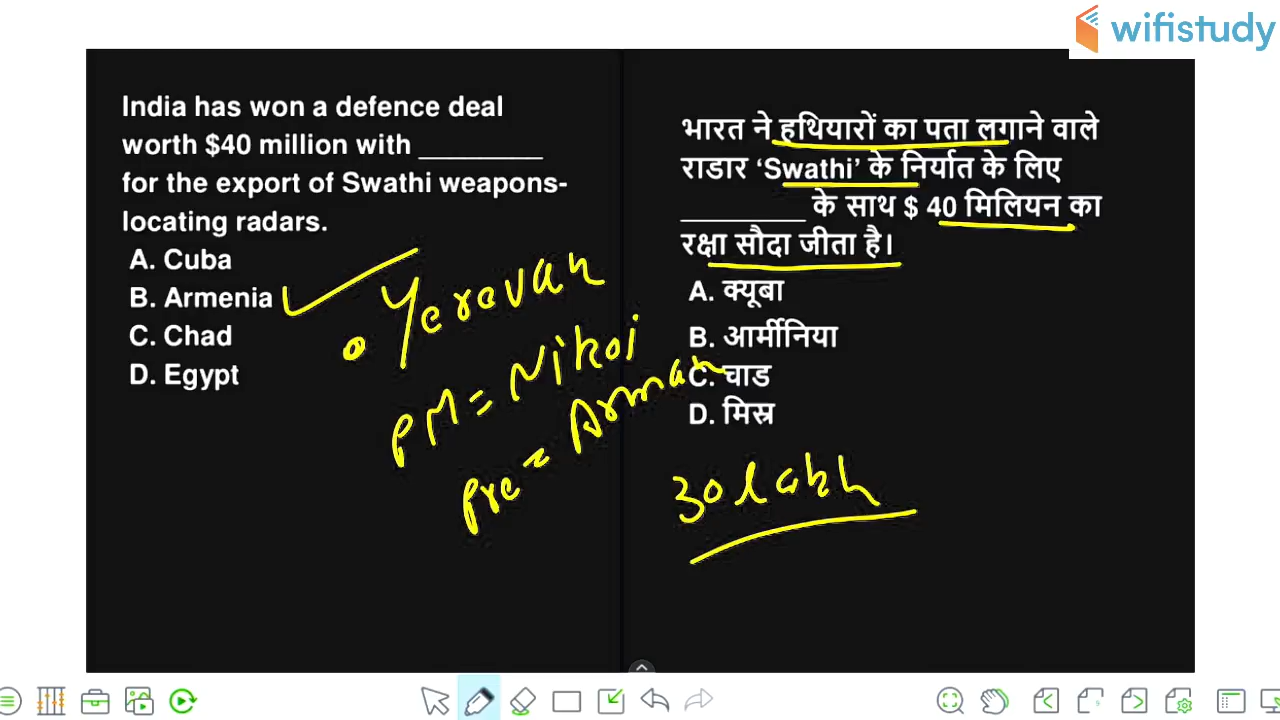 wifistudy
India has won a defence deal
worth $40 million with ________
for the export of Swathi weapons-
locating radars.
A. Cuba
B. Armenia
C. Chad
D. Egypt
भारत ने हथियारों का पता लगाने वाले
राडार ‘Swathi’ के निर्यात के लिए
________ के साथ $ 40 मिलियन का
रक्षा सौदा जीता है।
A. क्यूबा
B. आर्मीनिया
C. चाड
D. मिस्र
Yerevan
PM = Nikol
Pre = Arman
30 lakh